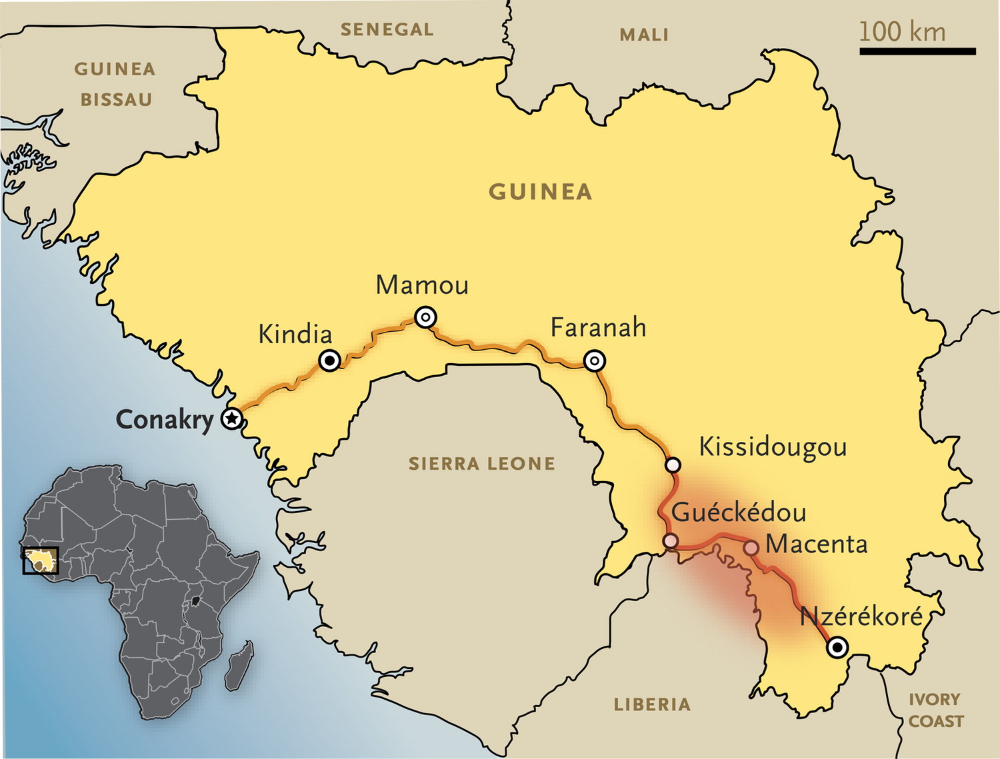 SENEGAL
MALI
100 km
GUINEA
BISSAU
GUINEA
Mamou
Kindia
Faranah
Conakry
Kissidougou
SIERRA LEONE
Guéckédou
Macenta
Nzérékoré
LIBERIA
IVORY
COAST